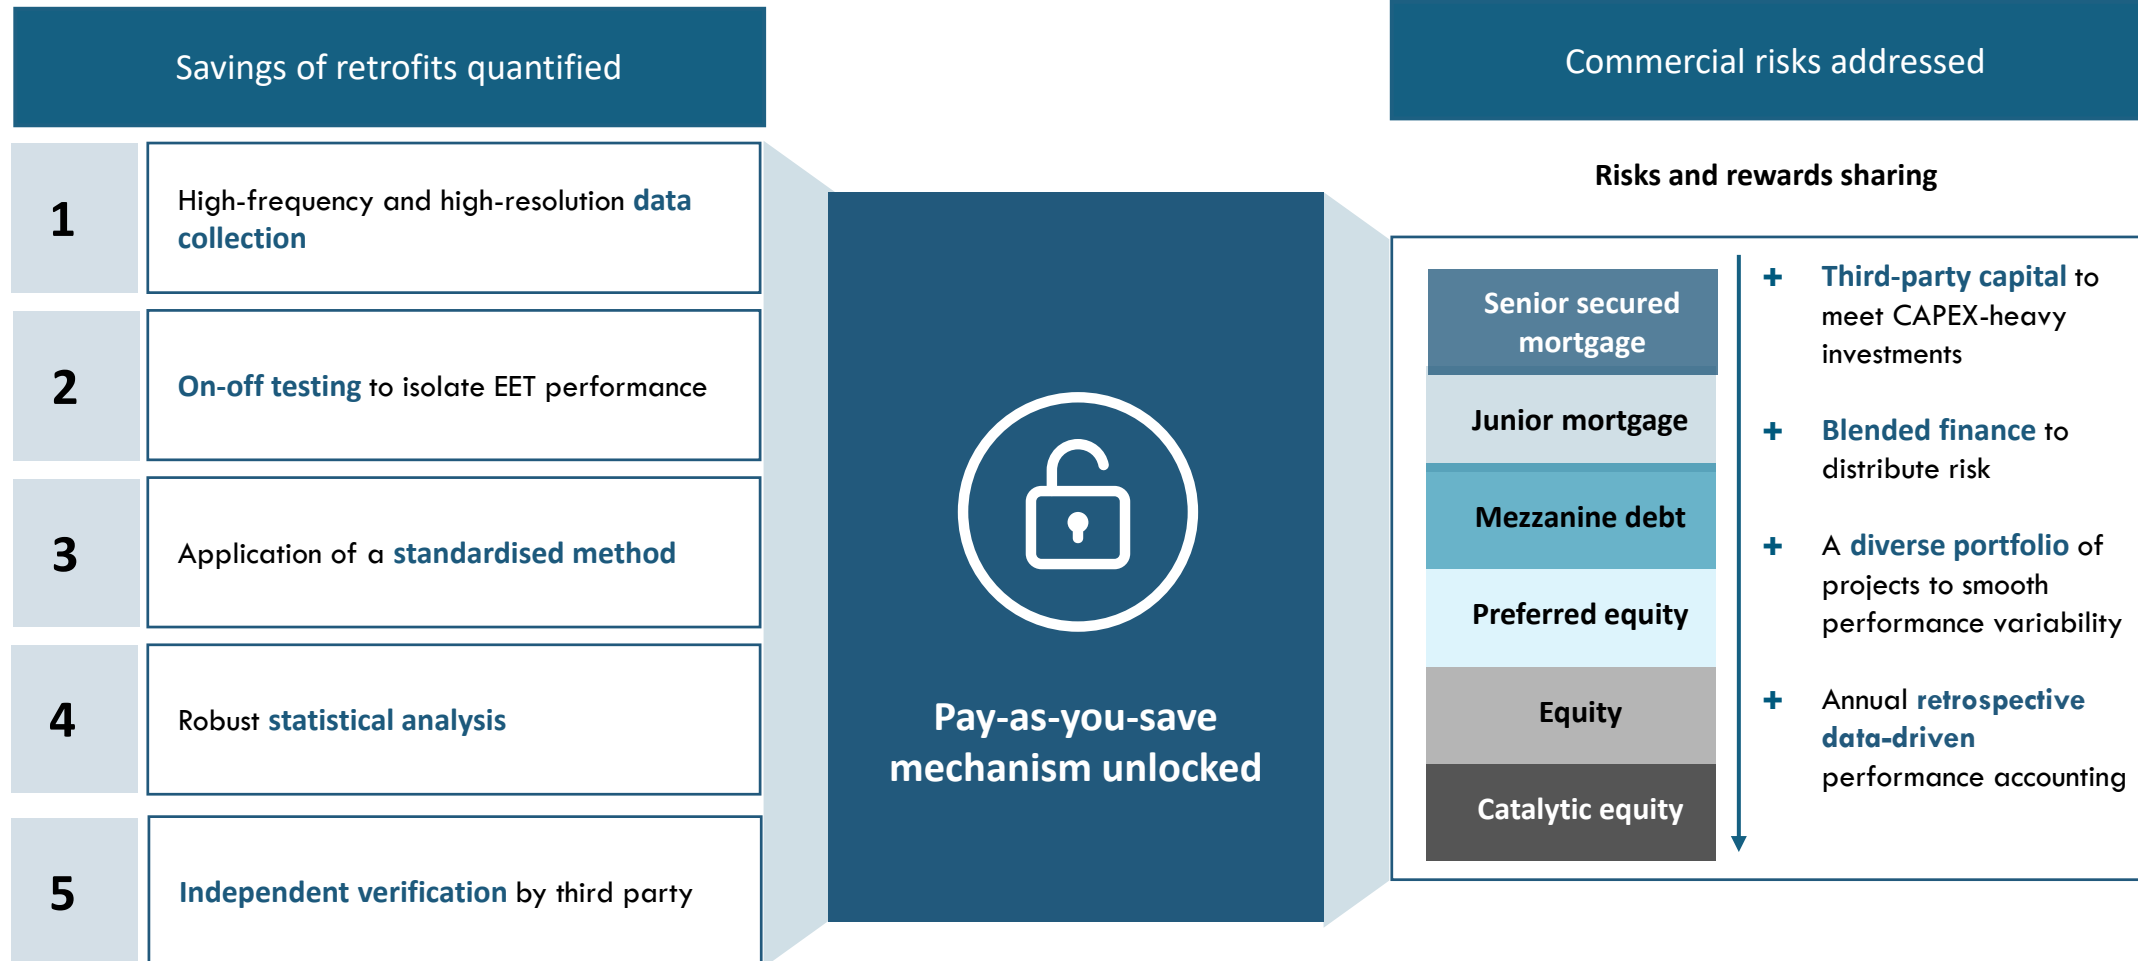 Savings of retrofits quantified
1
High-frequency and high-resolution data
collection
2
On-off testing to isolate EET performance
3
Application of a standardised method
4
Robust statistical analysis
5
Independent verification by third party
Pay-as-you-save
mechanism unlocked
Commercial risks addressed
Risks and rewards sharing
Senior secured
mortgage
Junior mortgage
Mezzanine debt
Preferred equity
Equity
Catalytic equity
+ Third-party capital to
meet CAPEX-heavy
investments
+ Blended finance to
distribute risk
+ A diverse portfolio of
projects to smooth
performance variability
+ Annual retrospective
data-driven
performance accounting